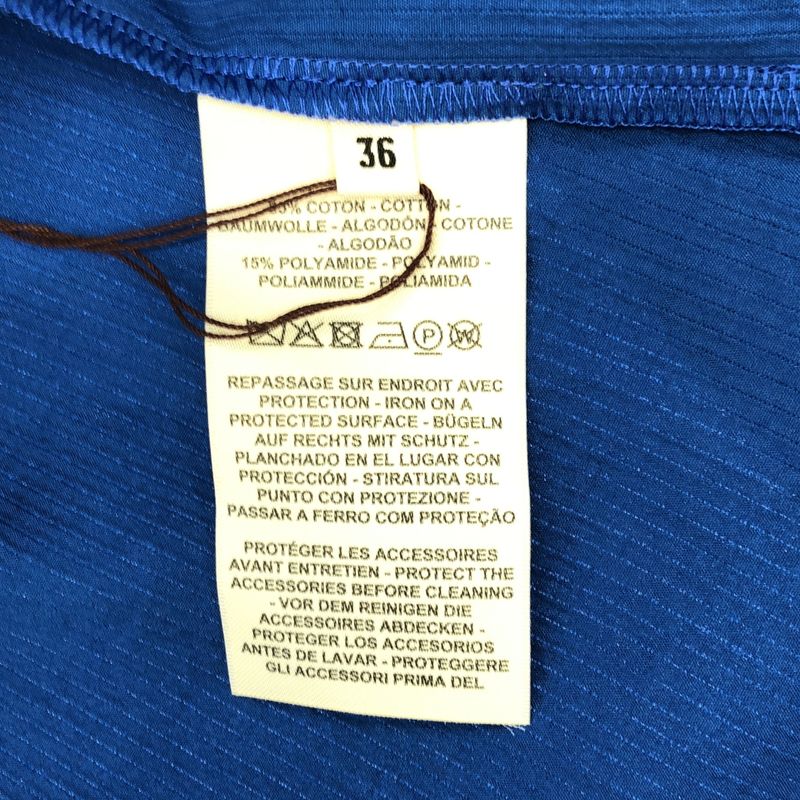 36
COTON - COTTON -
BAUMWOLLE - ALGODÓN - COTONE
- ALGODÃO
15% POLYAMIDE - POLYAMID -
POLIAMMIDE - POLIAMIDA
P
W
REPASSAGE SUR ENDROIT AVEC
PROTECTION - IRON ON A
PROTECTED SURFACE - BÜGELN
AUF RECHTS MIT SCHUTZ -
PLANCHADO EN EL LUGAR CON
PROTECCIÓN - STIRATURA SUL
PUNTO CON PROTEZIONE -
PASSAR A FERRO COM PROTEÇÃO
PROTÉGER LES ACCESSOIRES
AVANT ENTRETIEN - PROTECT THE
ACCESSORIES BEFORE CLEANING
- VOR DEM REINIGEN DIE
ACCESSOIRES ABDECKEN -
PROTEGER LOS ACCESORIOS
ANTES DE LAVAR - PROTEGGERE
GLI ACCESSORI PRIMA DEL